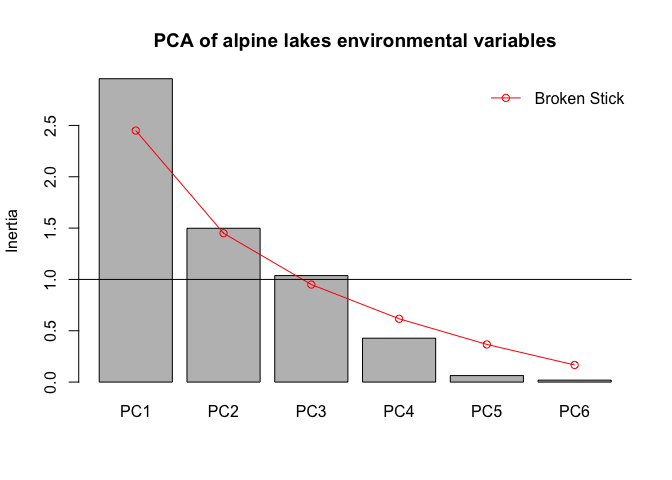 PCA of alpine lakes environmental variables
Broken Stick
Inertia
2.5
2.0
1.5
1.0
0.5
0.0
PC1 PC2 PC3 PC4 PC5 PC6